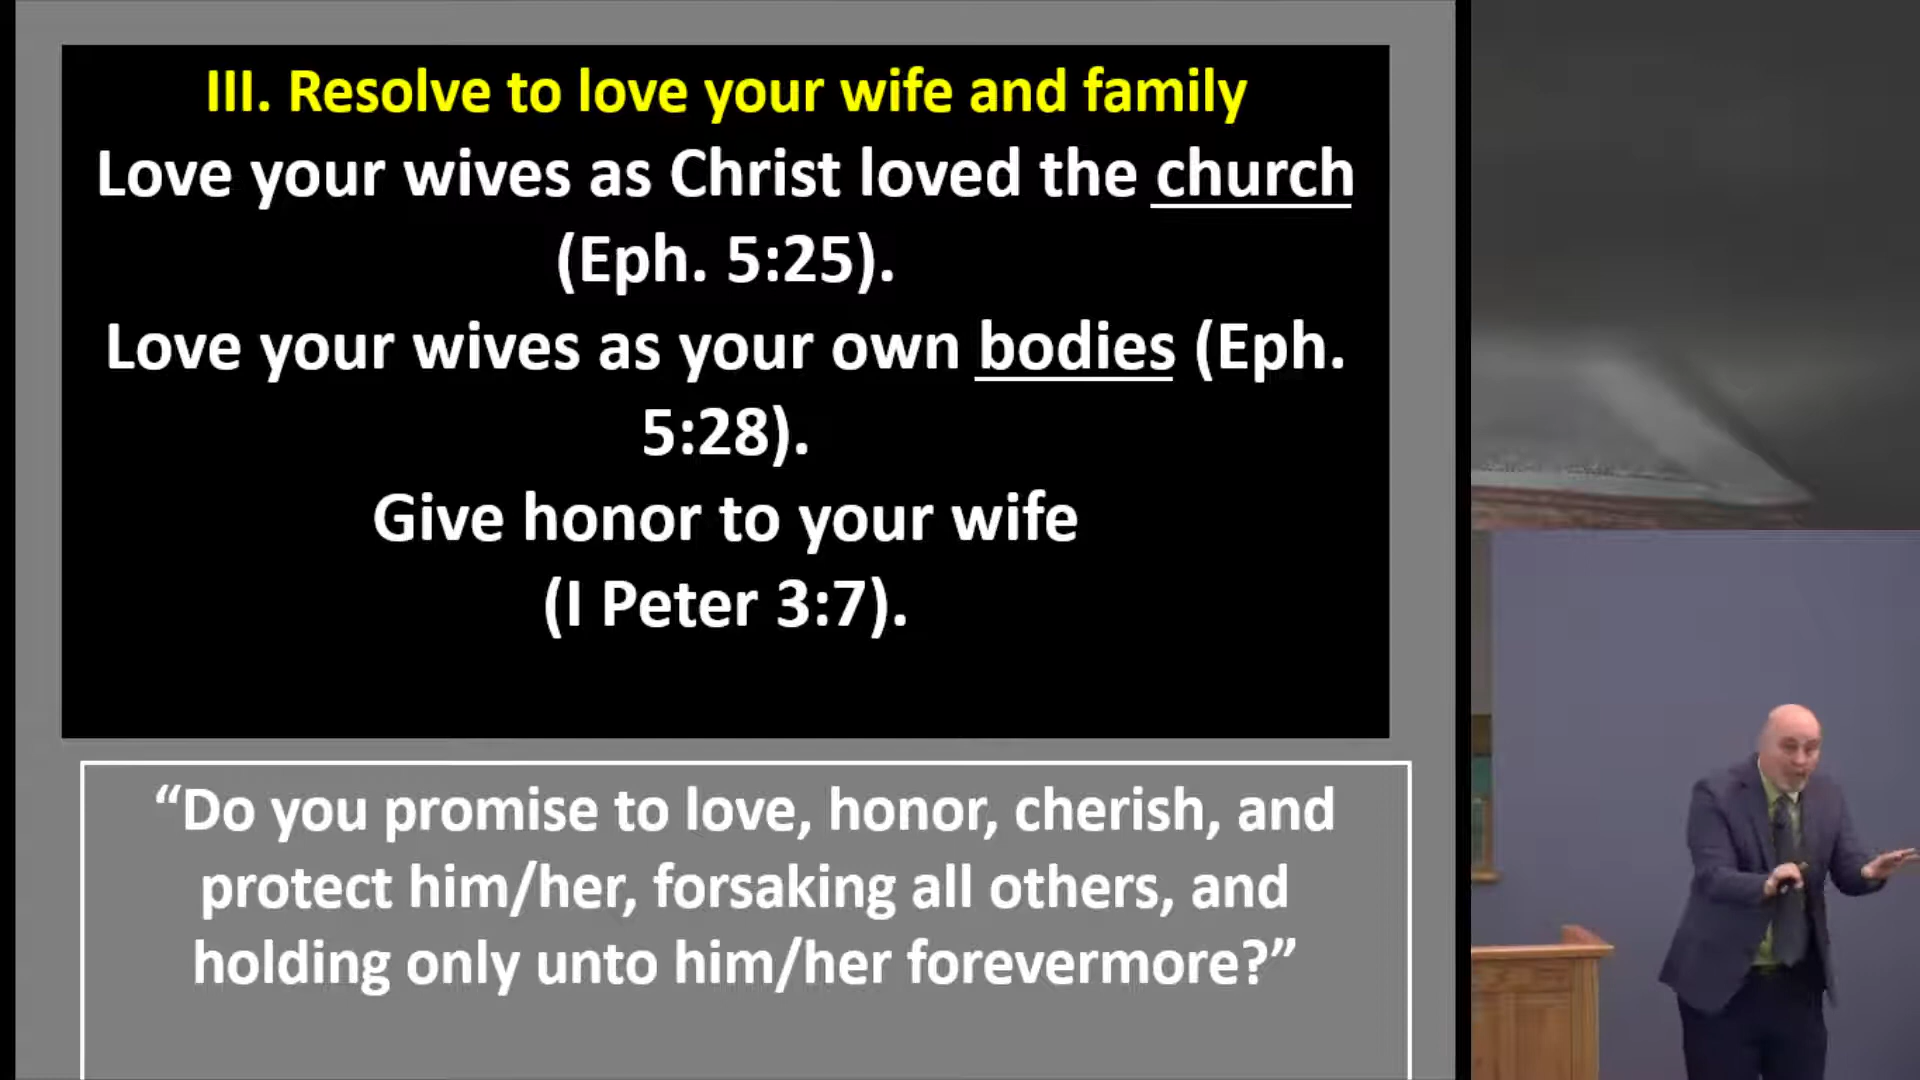 III. Resolve to love your wife and family
Love your wives as Christ loved the church
(Eph. 5:25).
Love your wives as your own bodies (Eph.
5:28).
Give honor to your wife
(I Peter 3:7).
“Do you promise to love, honor, cherish, and
protect him/her, forsaking all others, and
holding only unto him/her forevermore?”